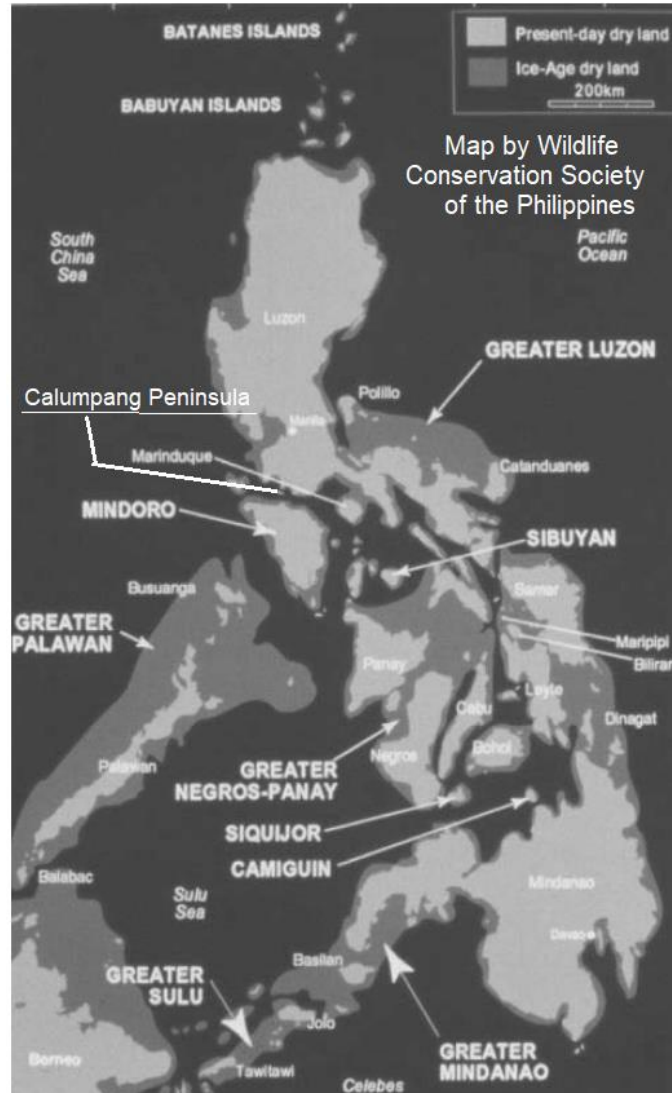 BATANES ISLANDS
Present-day dry land
Ice-Age dry land
200km
BABUYAN ISLANDS
Map by Wildlife
Conservation Society
of the Philippines
South
China
Sea
Pacific
Ocean
Luzon
GREATER LUZON
Polillo
Calumpang Peninsula
Manila
Marinduque
Catanduanes
MINDORO
SIBUYAN
Busuanga
Samar
GREATER
PALAWAN
Maripipi
Biliran
Panay
Leyte
Cebu
Dinagat
Negros
Bohol
Palawan
GREATER
NEGROS-PANAY
SIQUIJOR
CAMIGUIN
Balabac
Mindanao
Sulu
Sea
Davao
Basilan
GREATER
SULU
Jolo
GREATER
MINDANAO
Borneo
Tawitawi
Celebes